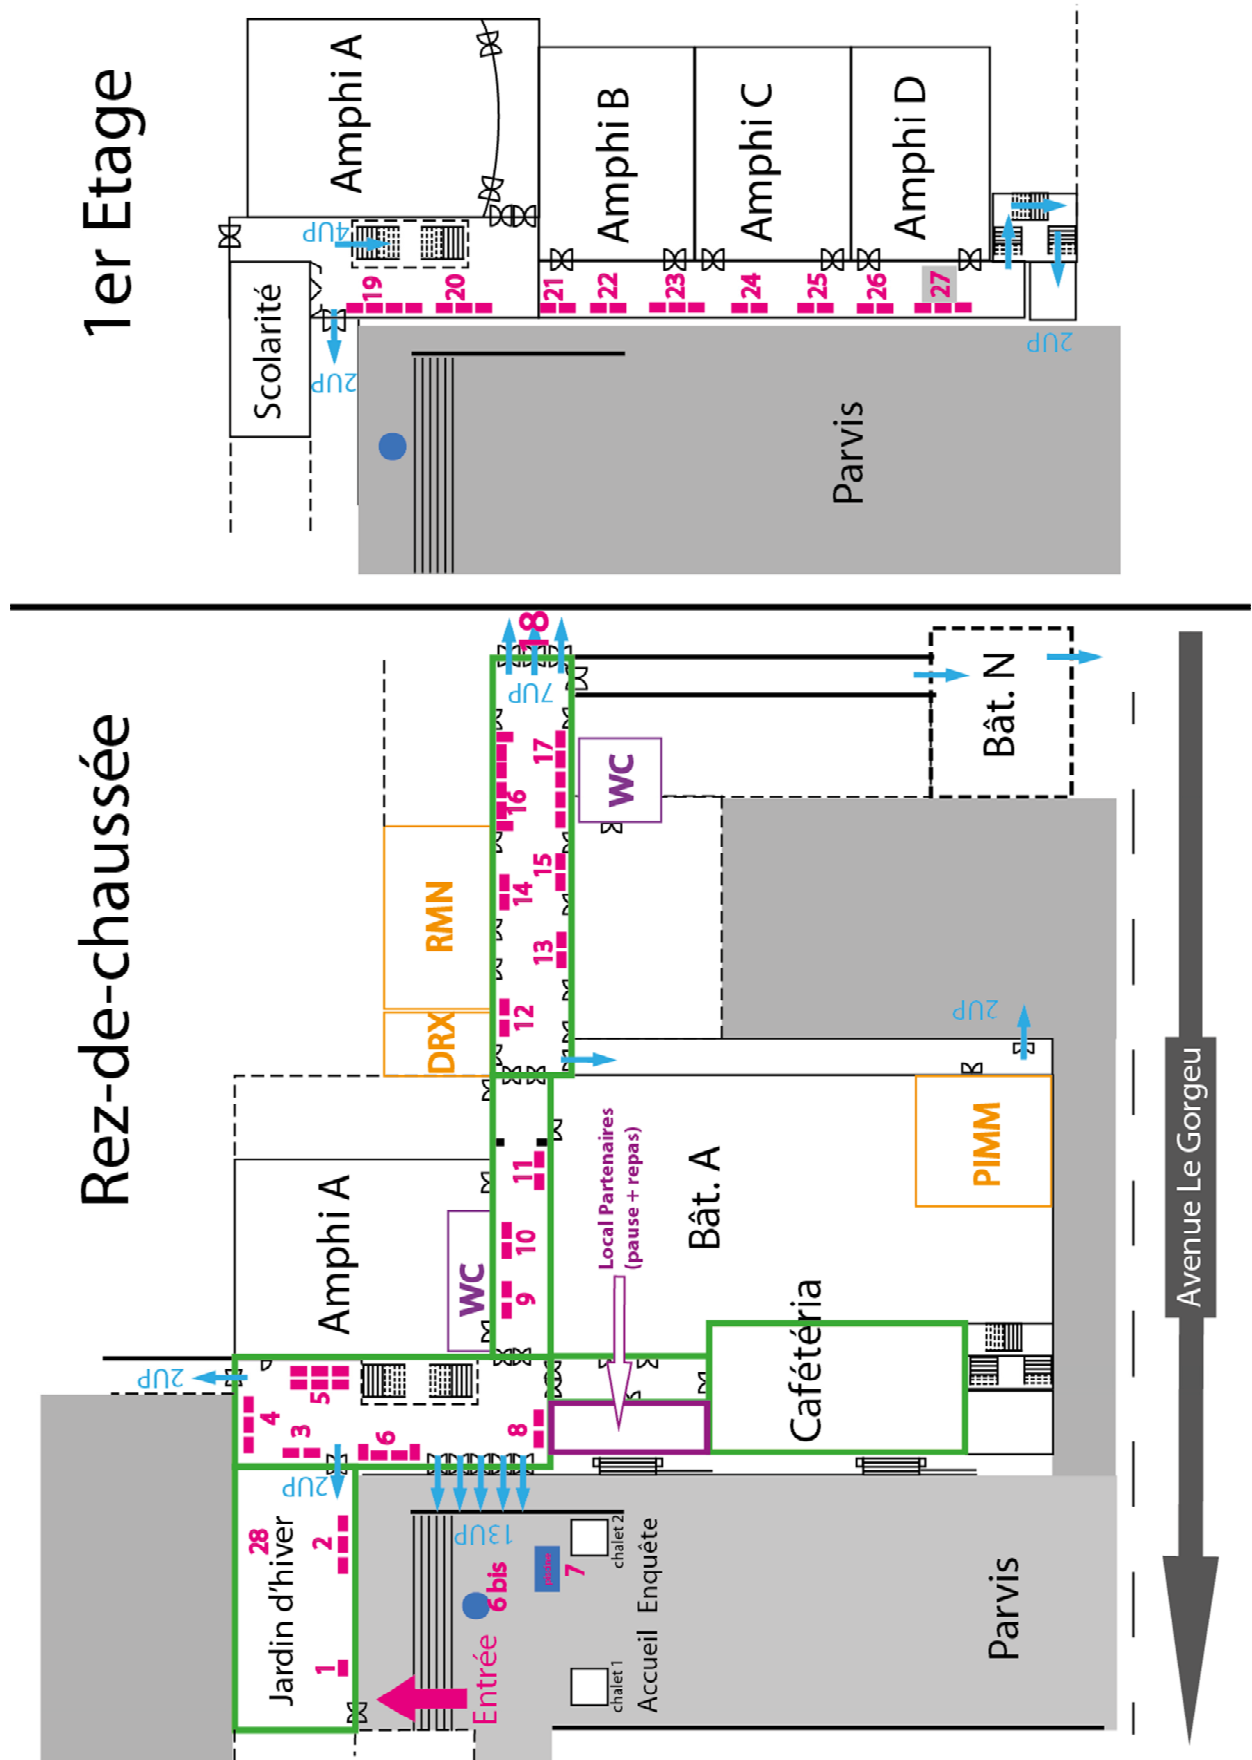 1er Etage
Amphi A
Amphi B
Amphi C
Amphi D
Scolarité
4UP
2UP
2UP
19
20
21
22
23
24
25
26
27
Parvis
Rez-de-chaussée
18
7UP
Bât. N
17
16
WC
15
14
13
12
RMN
DRX
2UP
PIMM
Amphi A
WC
11
10
9
Local Partenaires
(pause + repas)
Bât. A
Cafétéria
2UP
5
4
3
6
8
2UP
13UP
28
Jardin d'hiver
2
1
6 bis
7
Entrée
chalet 2
chalet 1
Accueil Enquête
Parvis
Avenue Le Gorgeu